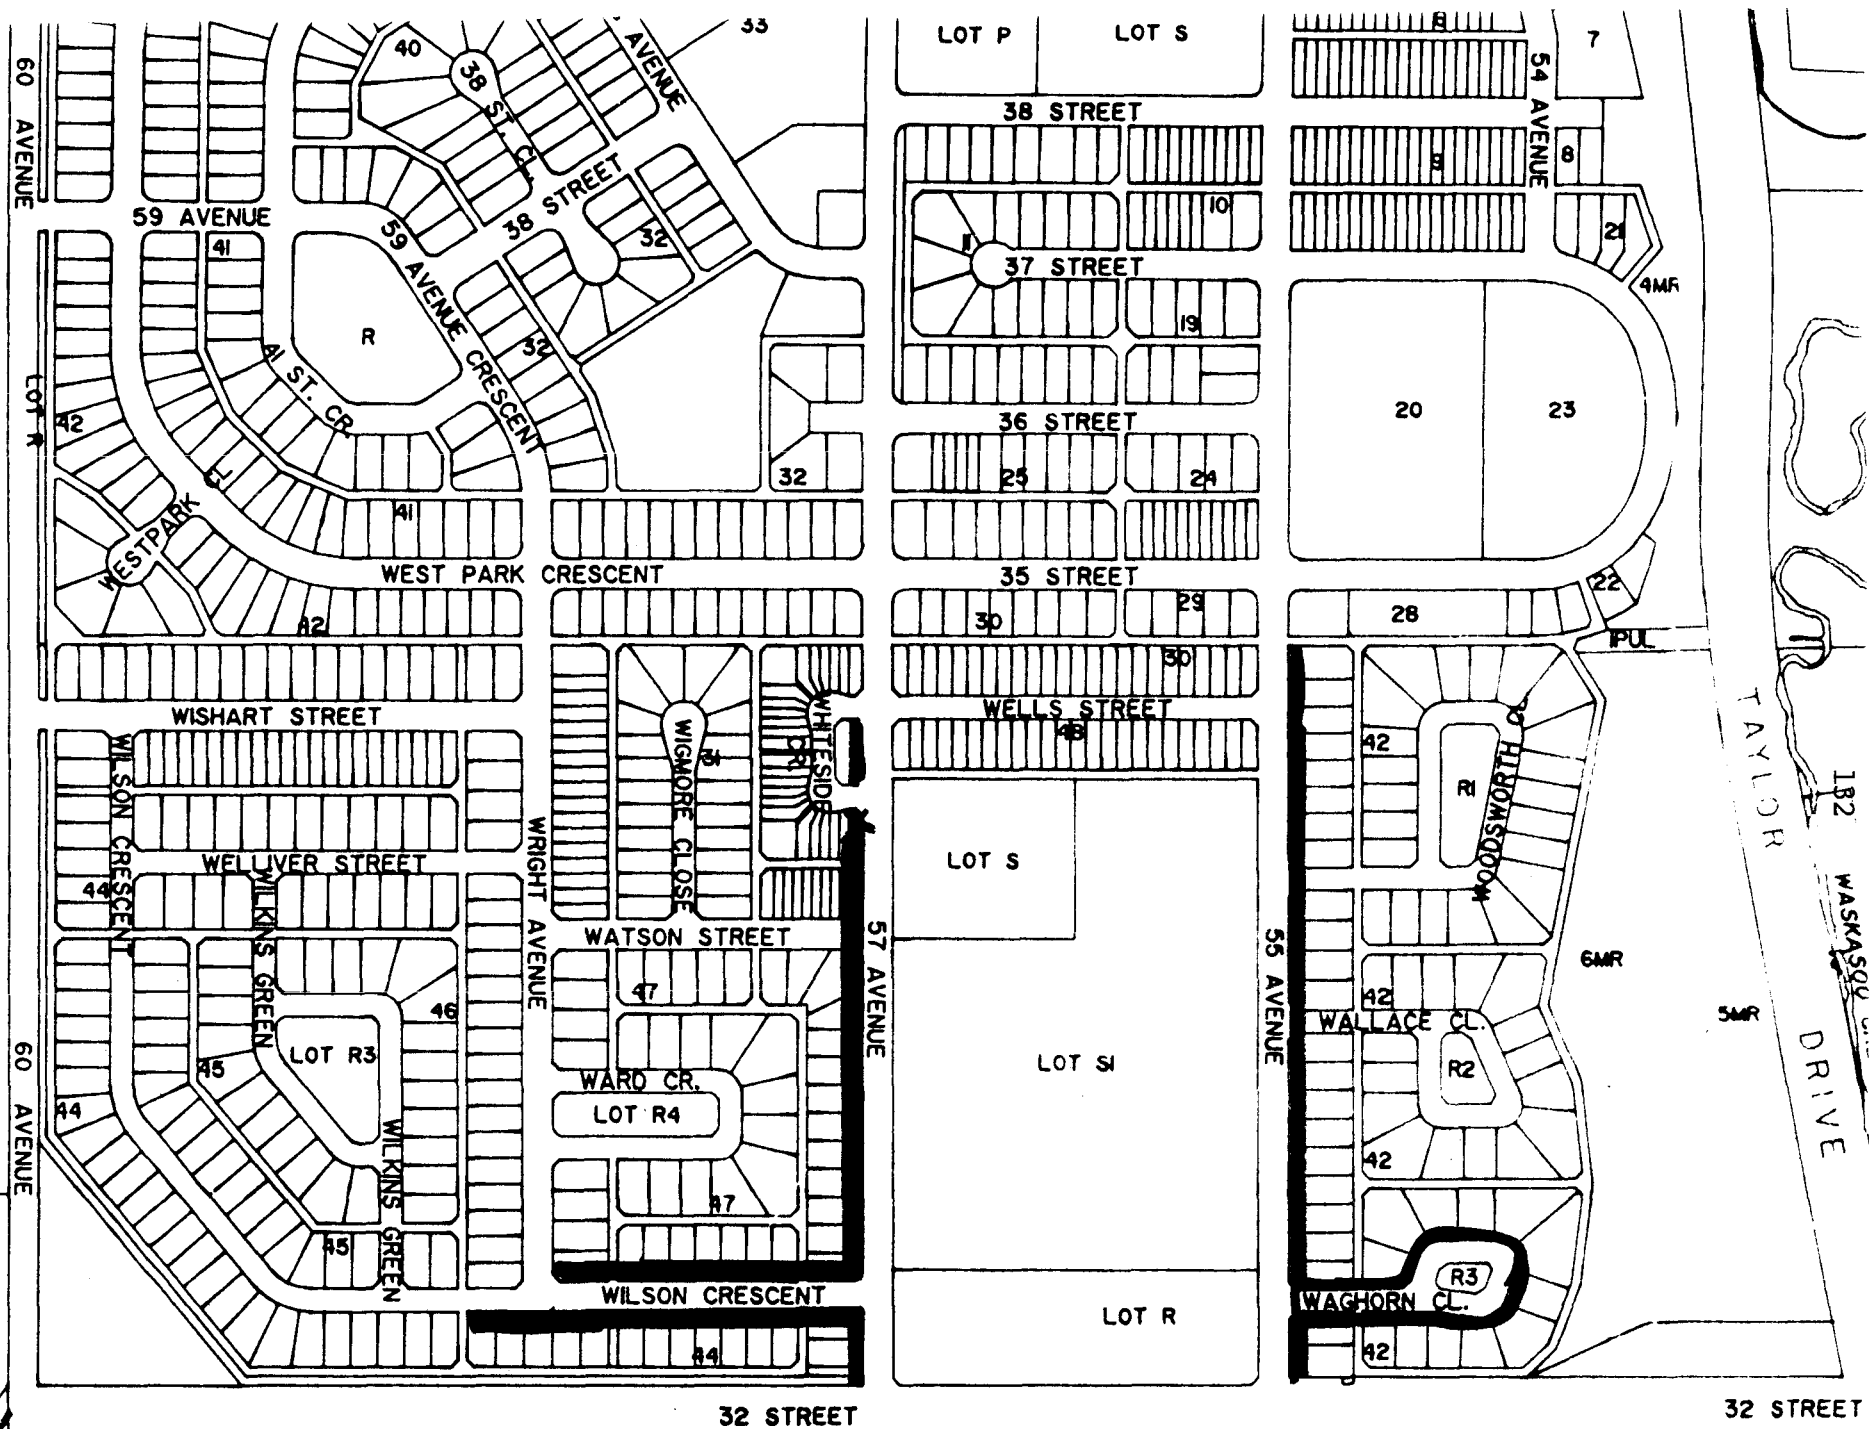 33
LOT P
LOT S
6
7
40
60 AVENUE
AVENUE
38 ST. CL.
38 STREET
54 AVENUE
9
8
38 STREET
59 AVENUE
10
32
41
11
21
59 AVENUE CRESCENT
37 STREET
4MR
R
19
32
41 ST. CR.
LOT R
42
36 STREET
20
23
32
25
24
WESTPARK CL
41
WEST PARK CRESCENT
35 STREET
22
42
30
29
28
1PUL
30
WISHART STREET
WELLS STREET
48
WHITESIDE CR.
WIGMORE CLOSE
31
42
R1
WOODSWORTH CL.
TAYLOR DRIVE
132
WASKASOO
WILSON CRESCENT
WELLIVER STREET
WRIGHT AVENUE
LOT S
44
WILKINS GREEN
WATSON STREET
57 AVENUE
55 AVENUE
6MR
47
42
46
WALLACE CL.
5MR
LOT R3
45
LOT S1
R2
60 AVENUE
WARD CR.
LOT R4
44
WILKINS GREEN
42
47
45
R3
WILSON CRESCENT
WAGHORN CL.
LOT R
44
42
32 STREET
32 STREET